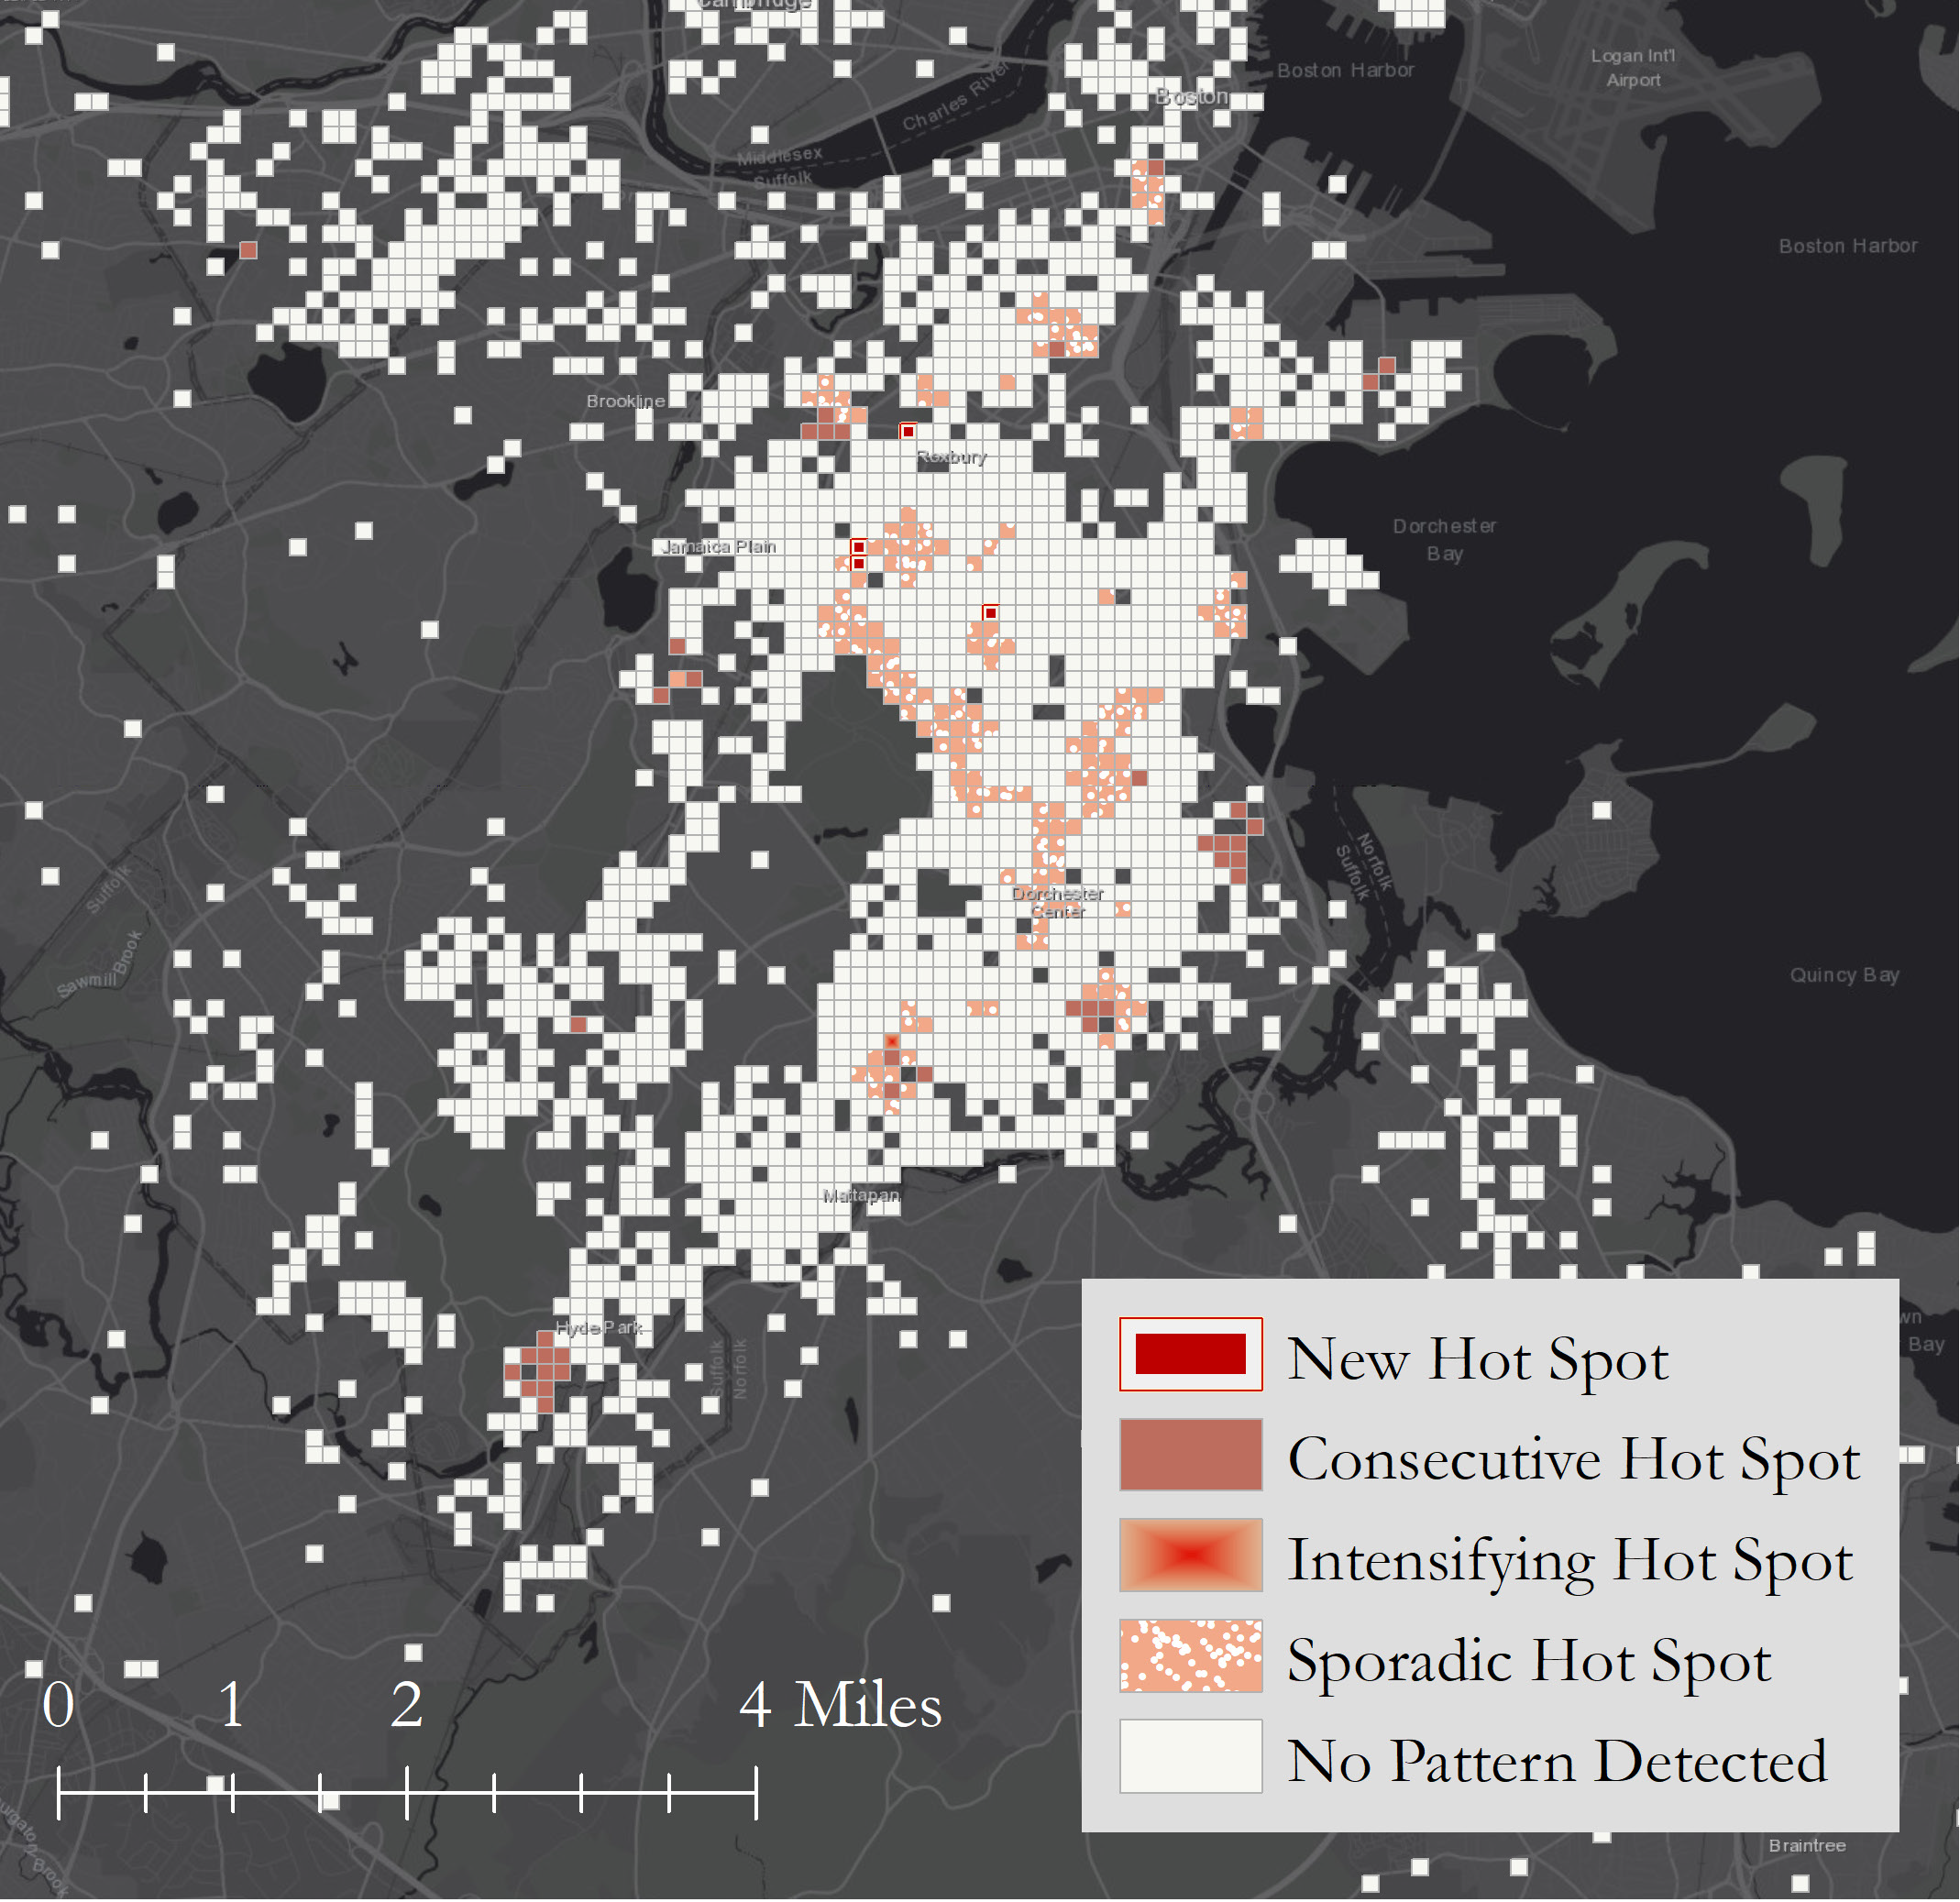 Cambridge
Logan Int'l
Airport
Boston Harbor
Boston
Charles River
Middlesex
Suffolk
Boston Harbor
Brookline
Roxbury
Dorchester
Bay
Jamaica Plain
Norfolk
Suffolk
Suffolk
Dorchester
Center
Sawmill Brook
Quincy Bay
Mattapan
Hyde Park
Suffolk
Norfolk
wn
Bay
New Hot Spot
Consecutive Hot Spot
Intensifying Hot Spot
Sporadic Hot Spot
No Pattern Detected
0 1 2 4 Miles
Braintree
Brook